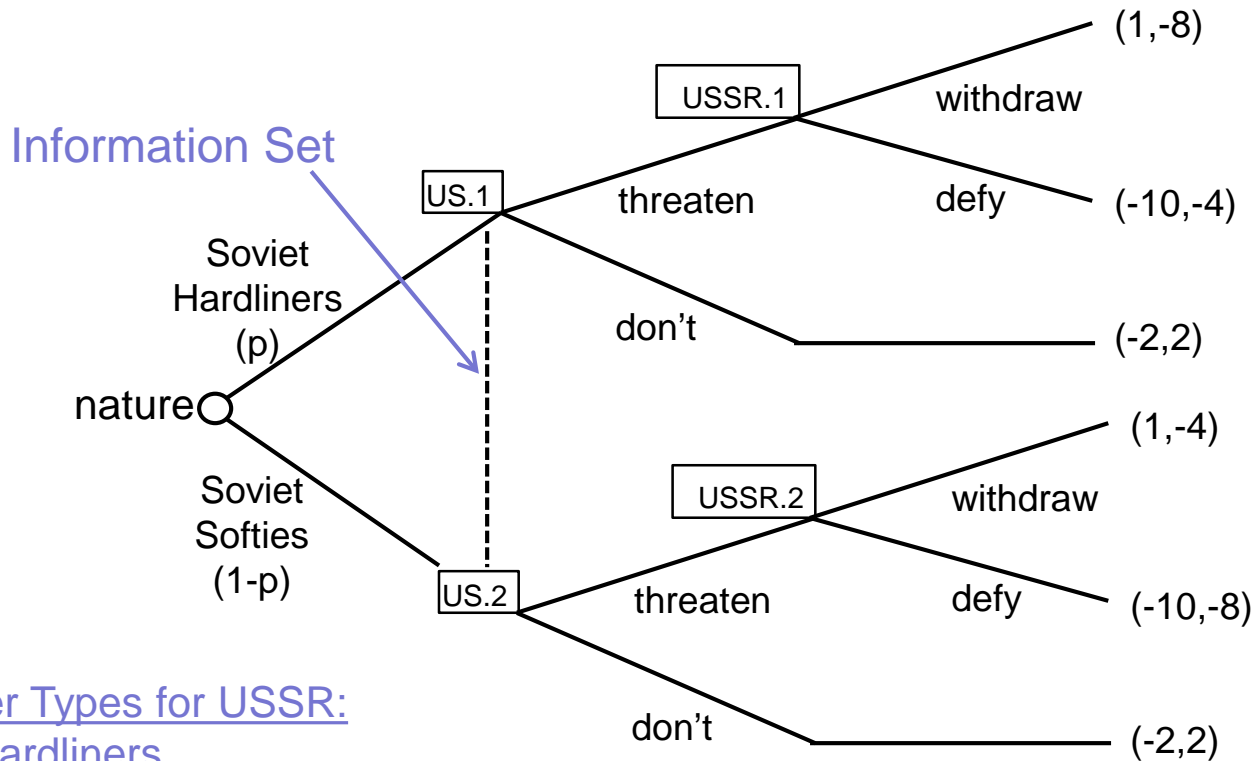 (1,-8)
USSR.1
withdraw
Information Set
US.1
threaten
defy
(-10,-4)
Soviet
Hardliners
(p)
don't
(-2,2)
nature
(1,-4)
Soviet
Softies
(1-p)
USSR.2
withdraw
US.2
threaten
defy
(-10,-8)
er Types for USSR:
ardliners
don't
(-2,2)